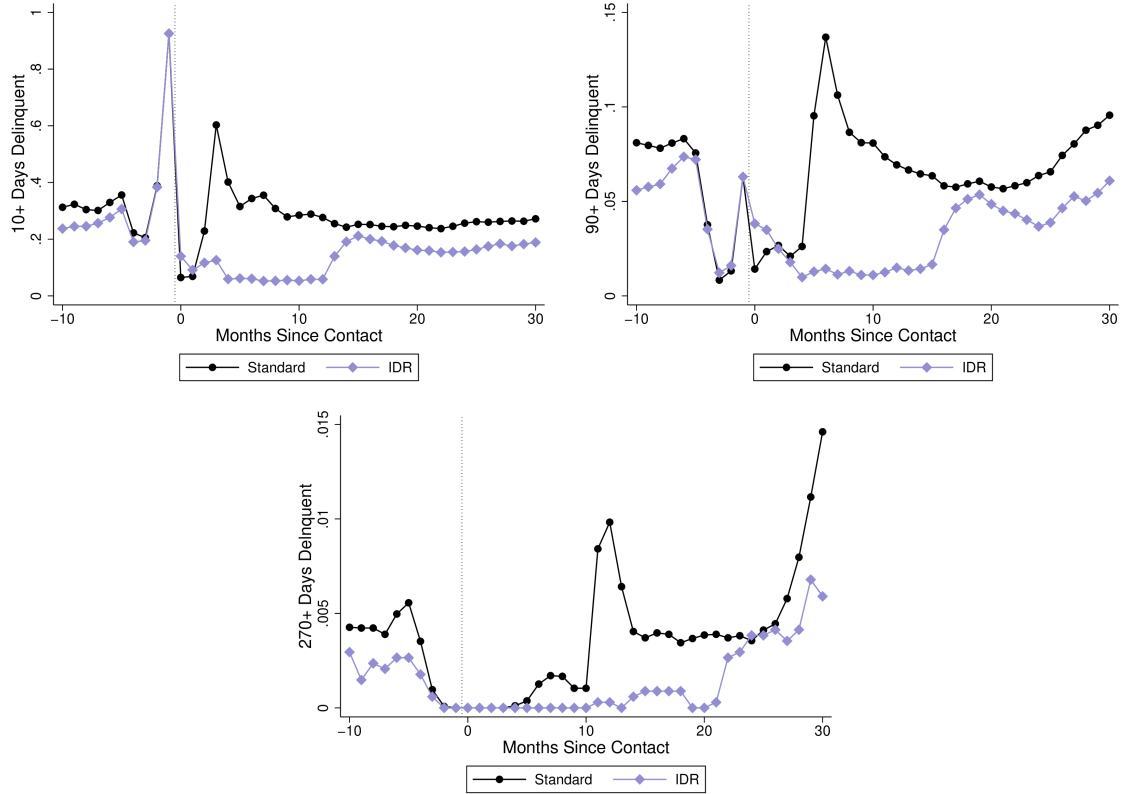 10+ Days Delinquent
1
.8
.6
.4
.2
0
−10 0 10 20 30
Months Since Contact
Standard IDR
90+ Days Delinquent
.15
.1
.05
0
−10 0 10 20 30
Months Since Contact
Standard IDR
270+ Days Delnquent
.015
.01
.005
0
−10 0 10 20 30
Months Since Contact
Standard IDR